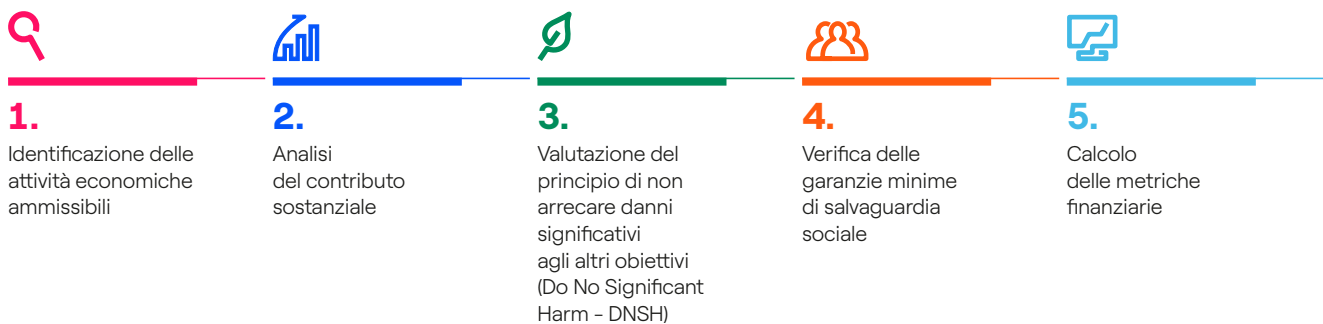 1.
Identificazione delle
attività economiche
ammissibili
2.
Analisi
del contributo
sostanziale
3.
Valutazione del
principio di non
arrecare danni
significativi
agli altri obiettivi
(Do No Significant
Harm – DNSH)
4.
Verifica delle
garanzie minime
di salvaguardia
sociale
5.
Calcolo
delle metriche
finanziarie